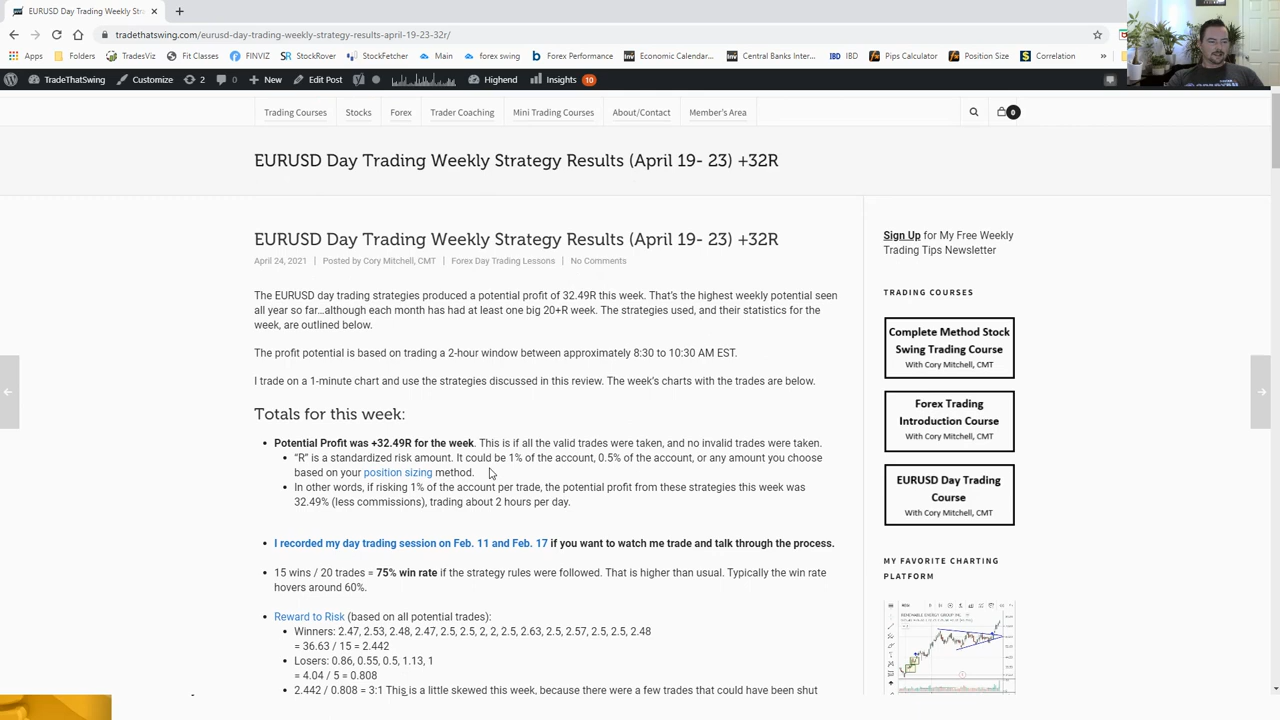 EURUSD Day Trading Weekly St
tradethatswing.com/eurusd-day-trading-weekly-strategy-results-april-19-23-32r/
Apps Folders TradesViz Fit Classes FINVIZ StockRover StockFetcher Main forex swing Forex Performance Economic Calendar... Central Banks Inter... IBD Pips Calculator Position Size Correlation »
TradeThatSwing Customize 2 0 New Edit Post Highend Insights 10
Trading Courses Stocks Forex Trader Coaching Mini Trading Courses About/Contact Member's Area 0
EURUSD Day Trading Weekly Strategy Results (April 19- 23) +32R
EURUSD Day Trading Weekly Strategy Results (April 19- 23) +32R
April 24, 2021 | Posted by Cory Mitchell, CMT | Forex Day Trading Lessons | No Comments
The EURUSD day trading strategies produced a potential profit of 32.49R this week. That's the highest weekly potential seen
all year so far...although each month has had at least one big 20+R week. The strategies used, and their statistics for the
week, are outlined below.
The profit potential is based on trading a 2-hour window between approximately 8:30 to 10:30 AM EST.
I trade on a 1-minute chart and use the strategies discussed in this review. The week's charts with the trades are below.
Totals for this week:
• Potential Profit was +32.49R for the week. This is if all the valid trades were taken, and no invalid trades were taken.
• "R" is a standardized risk amount. It could be 1% of the account, 0.5% of the account, or any amount you choose
based on your position sizing method.
• In other words, if risking 1% of the account per trade, the potential profit from these strategies this week was
32.49% (less commissions), trading about 2 hours per day.
• I recorded my day trading session on Feb. 11 and Feb. 17 if you want to watch me trade and talk through the process.
• 15 wins / 20 trades = 75% win rate if the strategy rules were followed. That is higher than usual. Typically the win rate
hovers around 60%.
• Reward to Risk (based on all potential trades):
• Winners: 2.47, 2.53, 2.48, 2.47, 2.5, 2.5, 2, 2, 2.5, 2.63, 2.5, 2.57, 2.5, 2.5, 2.48
= 36.63 / 15 = 2.442
• Losers: 0.86, 0.55, 0.5, 1.13, 1
= 4.04 / 5 = 0.808
• 2.442 / 0.808 = 3:1 This is a little skewed this week, because there were a few trades that could have been shut
Sign Up for My Free Weekly
Trading Tips Newsletter
TRADING COURSES
Complete Method Stock
Swing Trading Course
With Cory Mitchell, CMT
Forex Trading
Introduction Course
With Cory Mitchell, CMT
EURUSD Day Trading
Course
With Cory Mitchell, CMT
MY FAVORITE CHARTING
PLATFORM